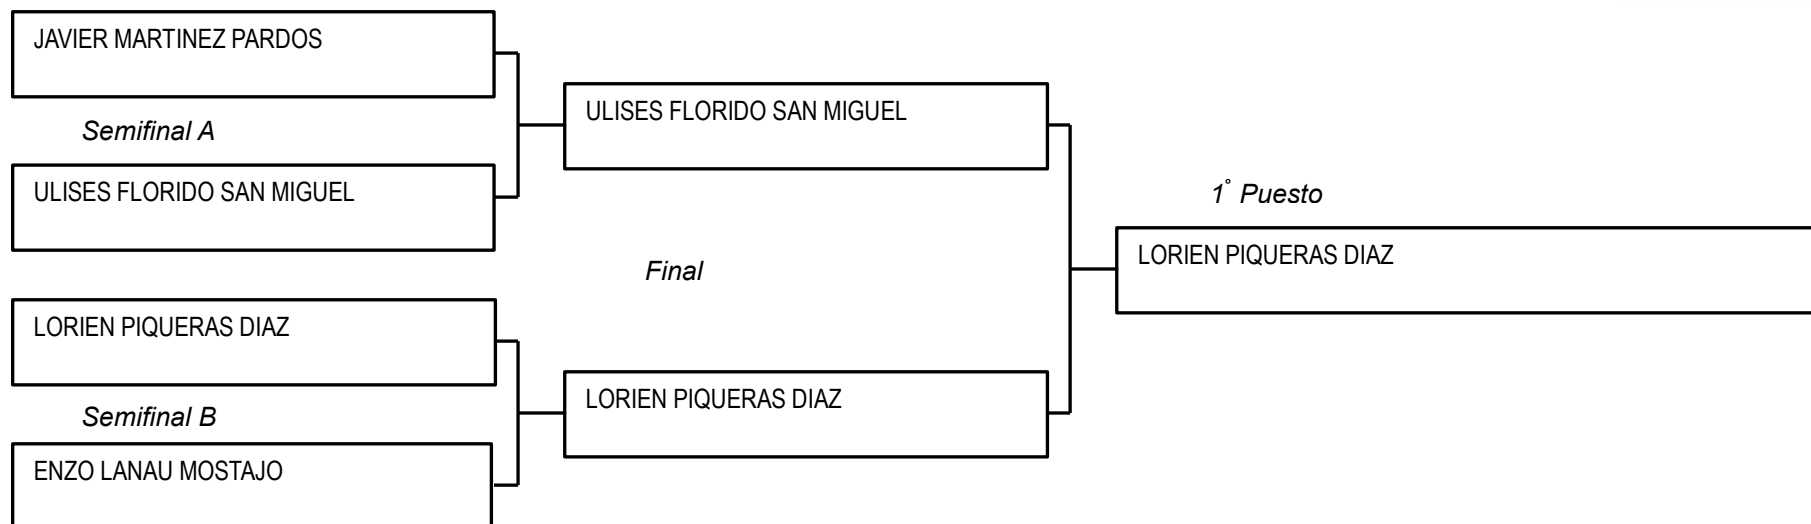 JAVIER MARTINEZ PARDOS
Semifinal A
ULISES FLORIDO SAN MIGUEL
ULISES FLORIDO SAN MIGUEL
Final
LORIEN PIQUERAS DIAZ
Semifinal B
ENZO LANAU MOSTAJO
LORIEN PIQUERAS DIAZ
1° Puesto
LORIEN PIQUERAS DIAZ